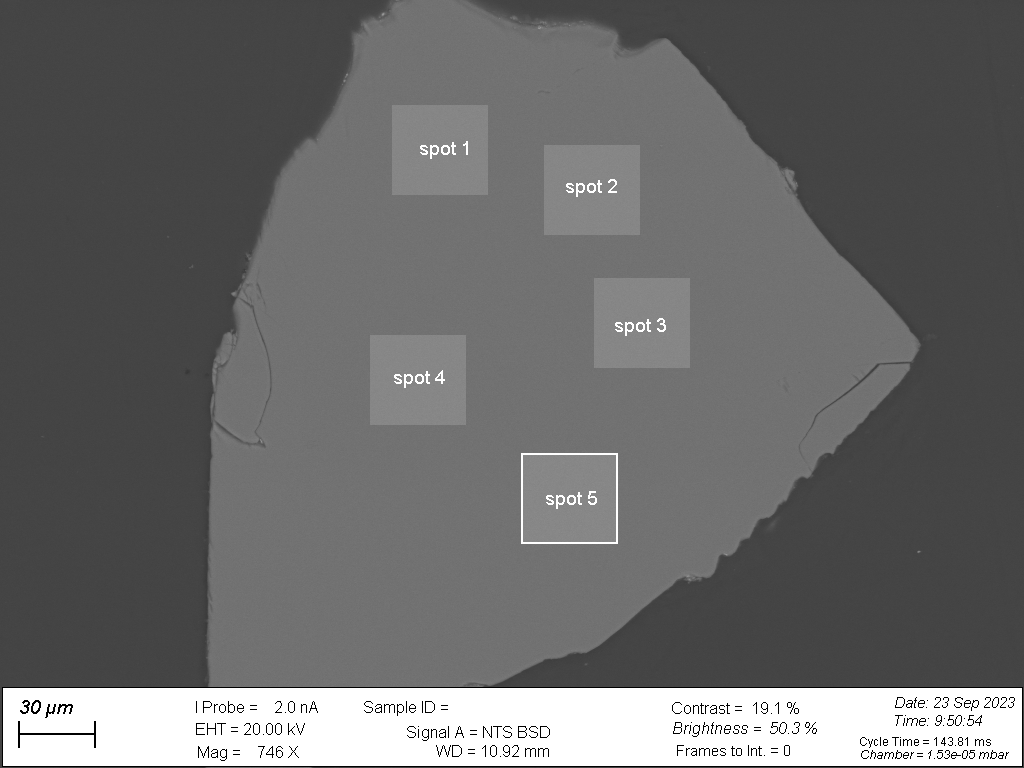 spot 1
spot 2
spot 3
spot 4
spot 5
30 µm
I Probe = 2.0 nA
EHT = 20.00 kV
Mag = 746 X
Sample ID =
Signal A = NTS BSD
WD = 10.92 mm
Contrast = 19.1 %
Brightness = 50.3 %
Frames to Int. = 0
Date: 23 Sep 2023
Time: 9:50:54
Cycle Time = 143.81 ms
Chamber = 1.53e-05 mbar